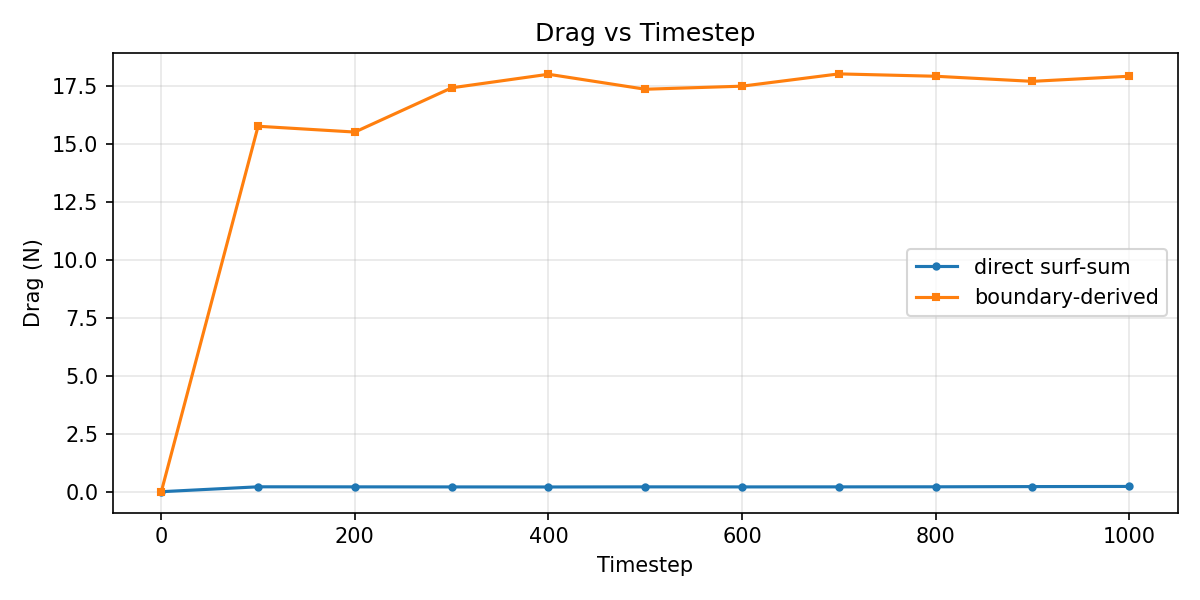 Drag vs Timestep
17.5
15.0
12.5
10.0
7.5
5.0
2.5
0.0
Drag (N)
direct surf-sum
boundary-derived
0 200 400 600 800 1000
Timestep